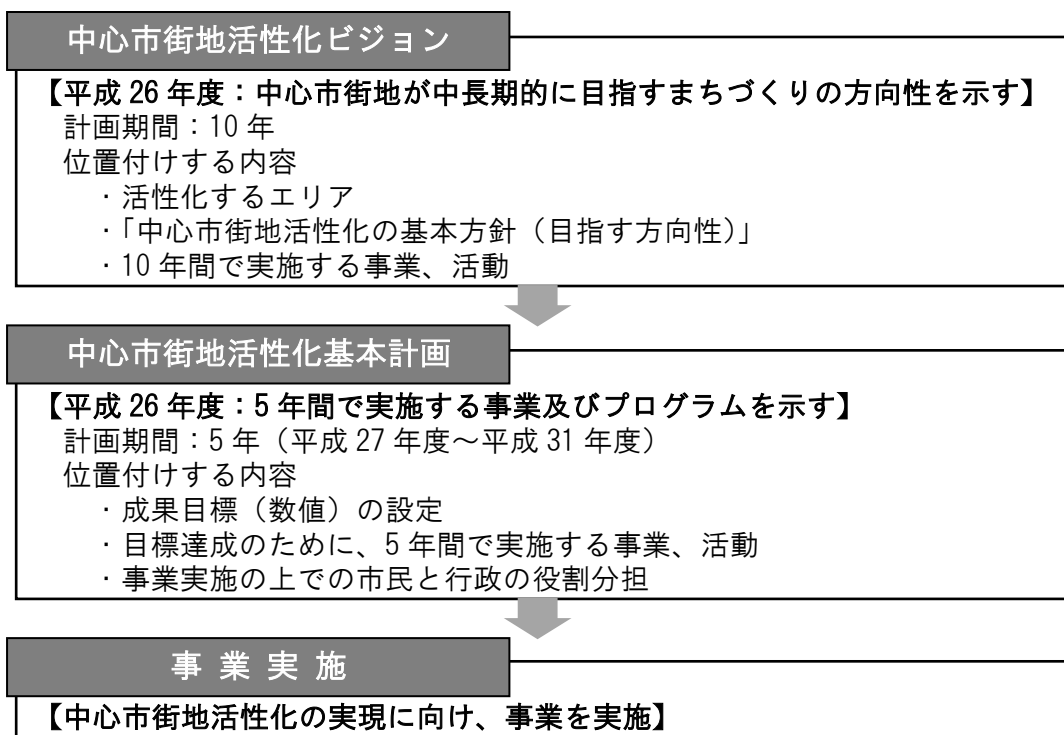 中心市街地活性化ビジョン
【平成 26 年度：中心市街地が中長期的に目指すまちづくりの方向性を示す】
計画期間：10 年
位置付けする内容
・活性化するエリア
・「中心市街地活性化の基本方針（目指す方向性）」
・10 年間で実施する事業、活動
中心市街地活性化基本計画
【平成 26 年度：5 年間で実施する事業及びプログラムを示す】
計画期間：5 年（平成 27 年度～平成 31 年度）
位置付けする内容
・成果目標（数値）の設定
・目標達成のために、5 年間で実施する事業、活動
・事業実施の上での市民と行政の役割分担
事 業 実 施
【中心市街地活性化の実現に向け、事業を実施】